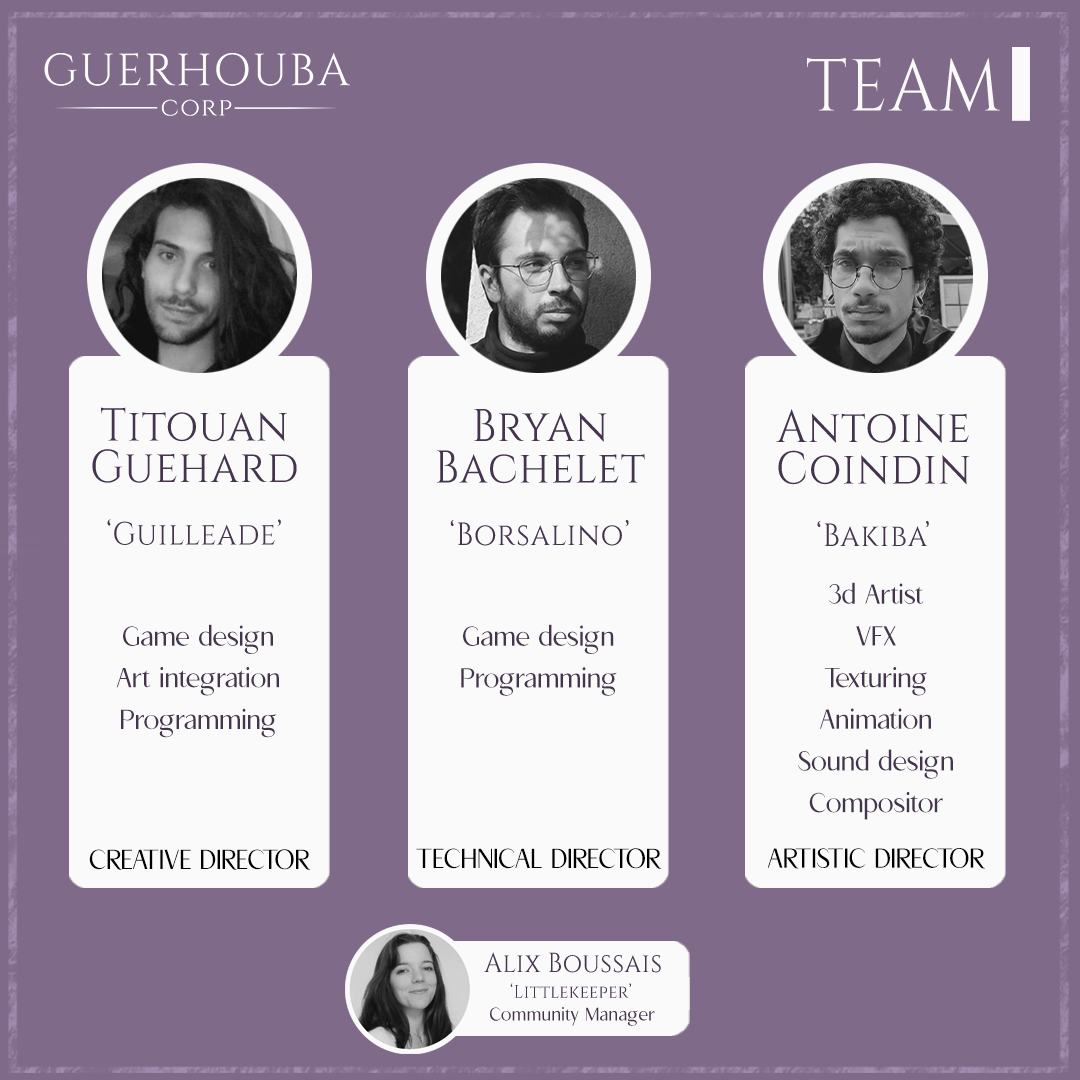 GUERHOUBA
CORP
TEAM
TITOUAN
GUEHARD
‘GUILLEADE’
Game design
Art integration
Programming
CREATIVE DIRECTOR
BRYAN
BACHELET
‘BORSALINO’
Game design
Programming
TECHNICAL DIRECTOR
ANTOINE
COINDIN
‘BAKIBA’
3d Artist
VFX
Texturing
Animation
Sound design
Compositor
ARTISTIC DIRECTOR
ALIX BOUSSAIS
‘LITTLEKEEPER’
Community Manager